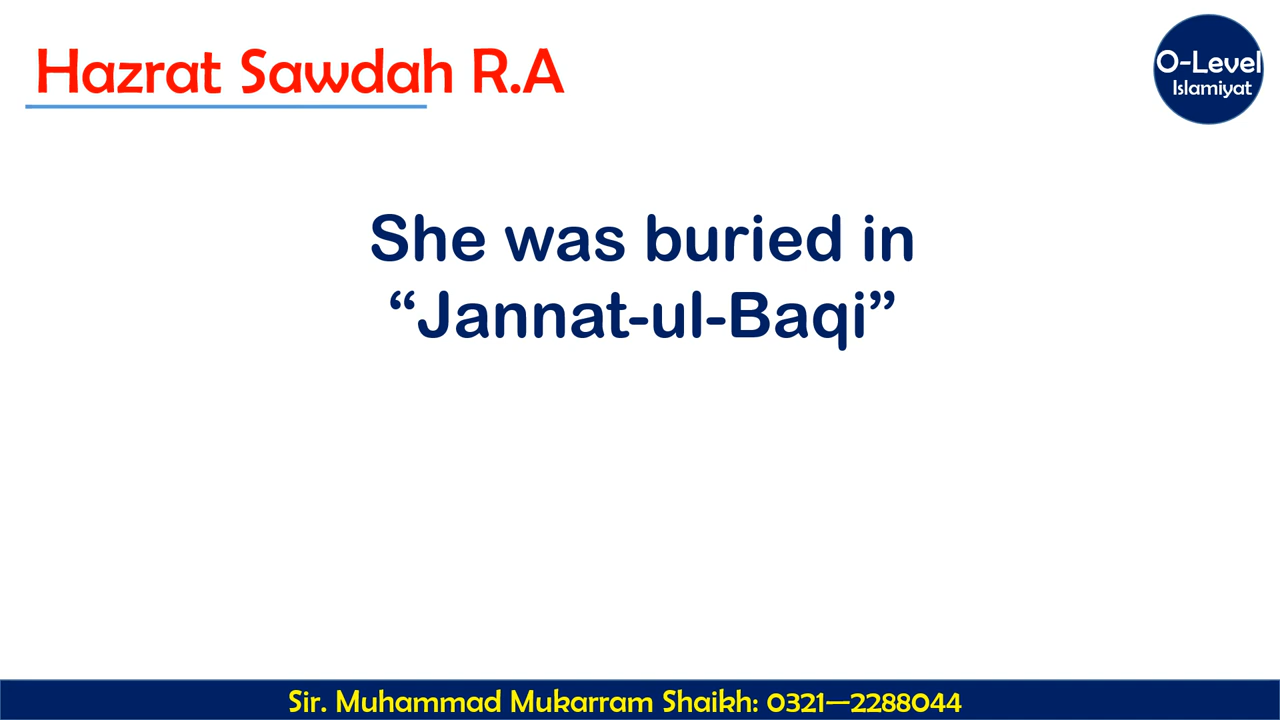 Hazrat Sawdah R.A
O-Level
Islamiyat
She was buried in
“Jannat-ul-Baqi”
Sir. Muhammad Mukarram Shaikh: 0321—2288044